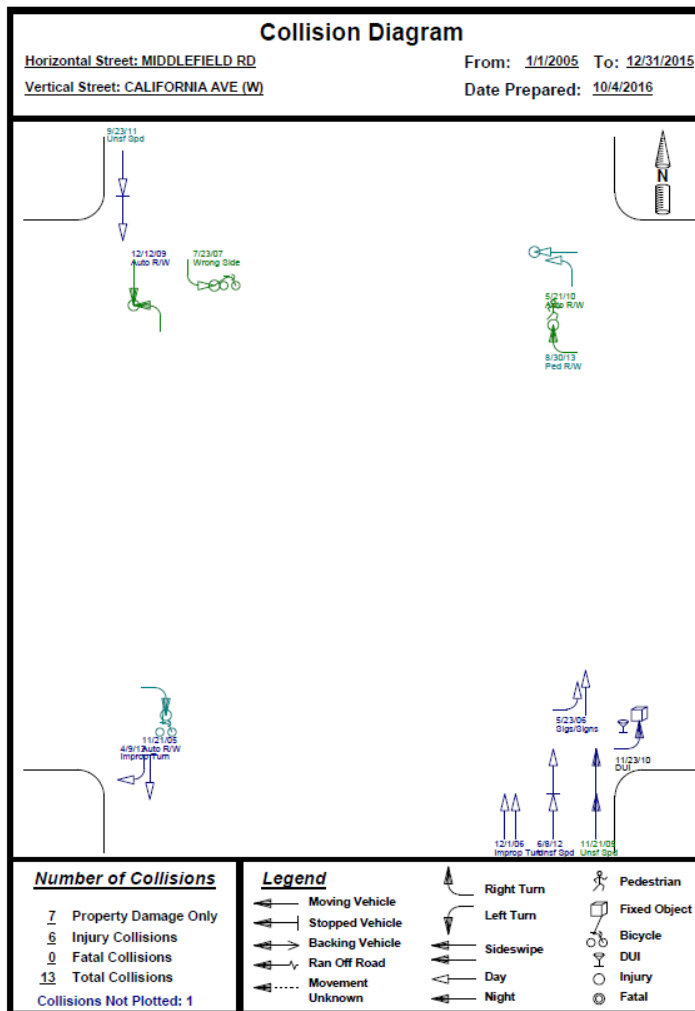 Collision Diagram
Horizontal Street: MIDDLEFIELD RD
From: 1/1/2005 To: 12/31/2015
Vertical Street: CALIFORNIA AVE (W)
Date Prepared: 10/4/2016
9/23/11
Unsf Spd
N
12/12/09
Auto R/W
7/23/07
Wrong Side
5/21/10
Auto R/W
8/30/13
Ped R/W
11/21/05
Auto R/W
4/9/12
Improp Turn
5/23/06
Sigs/Signs
11/23/10
DUI
12/1/06
Improp Turn
6/8/12
Unsf Spd
11/21/05
Unsf Spd
Number of Collisions
7 Property Damage Only
6 Injury Collisions
0 Fatal Collisions
13 Total Collisions
Collisions Not Plotted: 1
Legend
Moving Vehicle
Stopped Vehicle
Backing Vehicle
Ran Off Road
Movement
Unknown
Right Turn
Left Turn
Sideswipe
Day
Night
Pedestrian
Fixed Object
Bicycle
DUI
Injury
Fatal